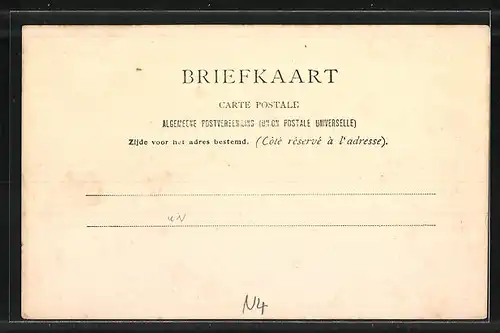 BRIEFKAART
CARTE POSTALE
ALGEMEENE POSTVEREENIGING (UNION POSTALE UNIVERSELLE)
Zijde voor het adres bestemd. (Côté réservé à l'adresse).
N4